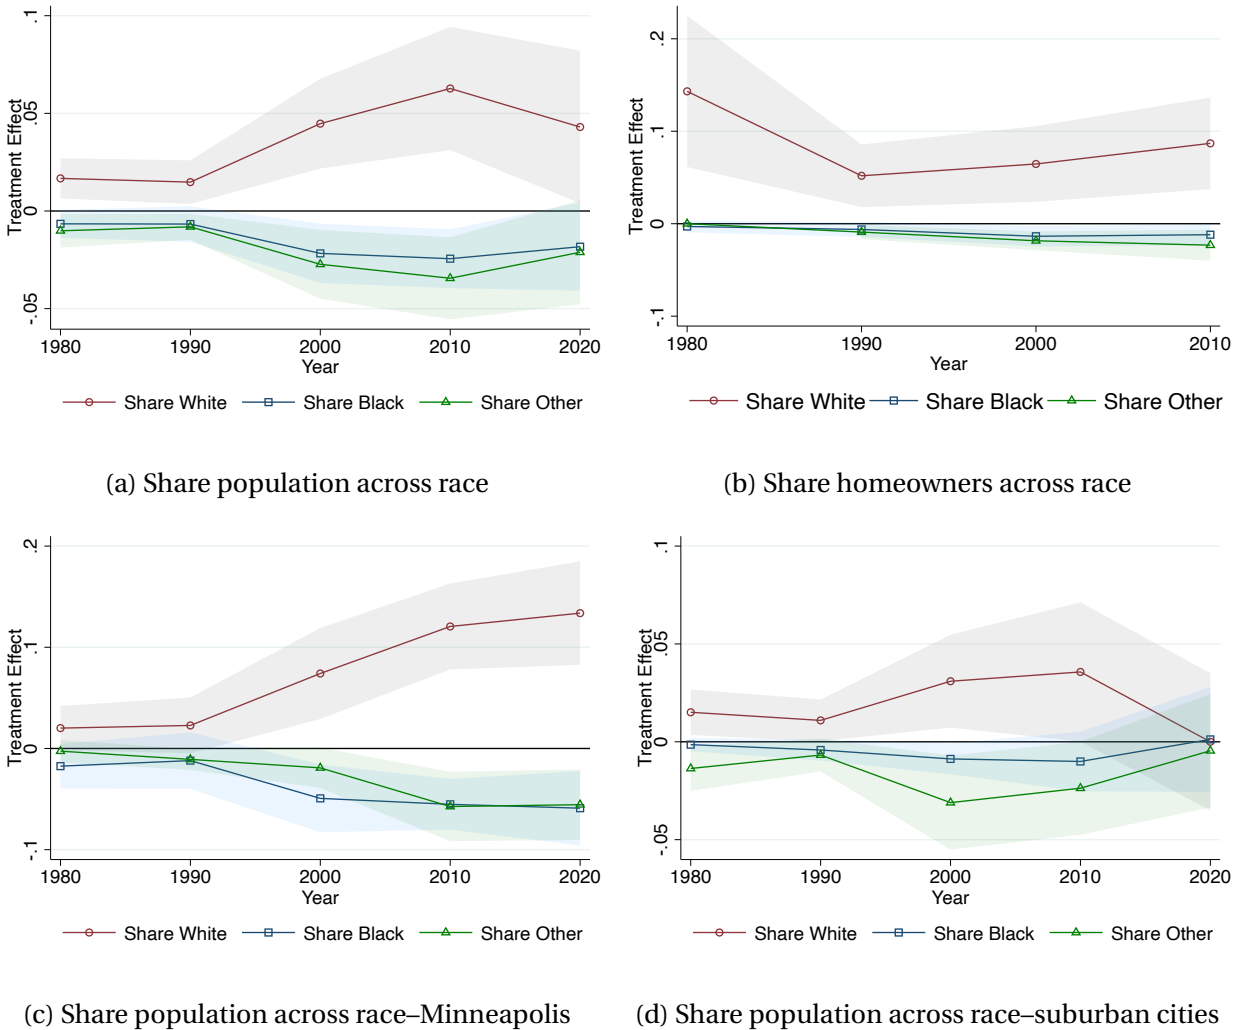 Treatment Effect
.1
.05
0
-.05
1980 1990 2000 2010 2020
Year
Share White Share Black Share Other
(a) Share population across race
Treatment Effect
.2
.1
0
-.1
1980 1990 2000 2010
Year
Share White Share Black Share Other
(b) Share homeowners across race
Treatment Effect
.2
.1
0
-.1
1980 1990 2000 2010 2020
Year
Share White Share Black Share Other
(c) Share population across race–Minneapolis
Treatment Effect
.1
.05
0
-.05
1980 1990 2000 2010 2020
Year
Share White Share Black Share Other
(d) Share population across race–suburban cities